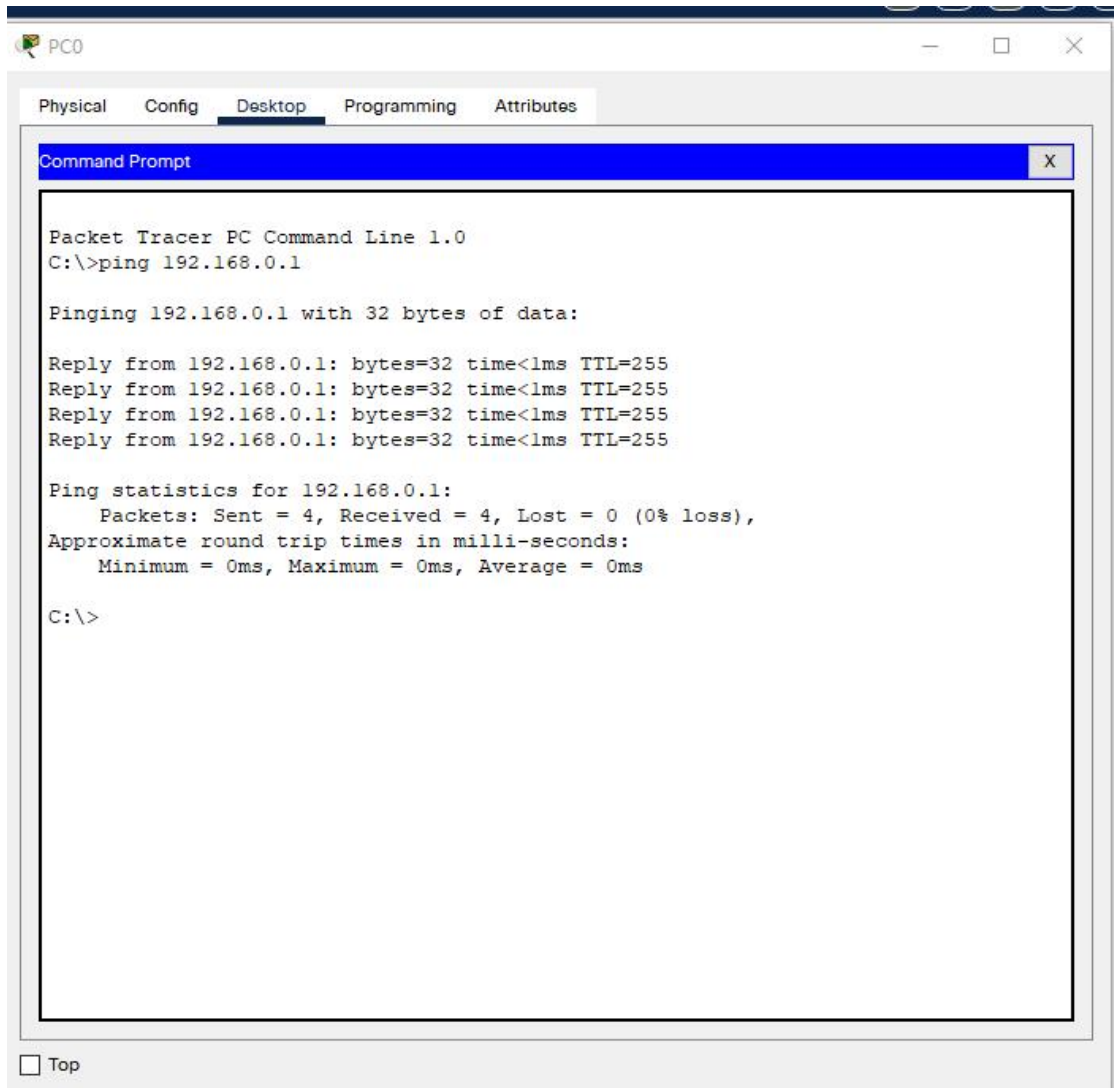 PC0
Physical Config Desktop Programming Attributes
Command Prompt X
Packet Tracer PC Command Line 1.0
C:\>ping 192.168.0.1
Pinging 192.168.0.1 with 32 bytes of data:
Reply from 192.168.0.1: bytes=32 time<1ms TTL=255
Reply from 192.168.0.1: bytes=32 time<1ms TTL=255
Reply from 192.168.0.1: bytes=32 time<1ms TTL=255
Reply from 192.168.0.1: bytes=32 time<1ms TTL=255
Ping statistics for 192.168.0.1:
Packets: Sent = 4, Received = 4, Lost = 0 (0% loss),
Approximate round trip times in milli-seconds:
Minimum = 0ms, Maximum = 0ms, Average = 0ms
C:\>
Top